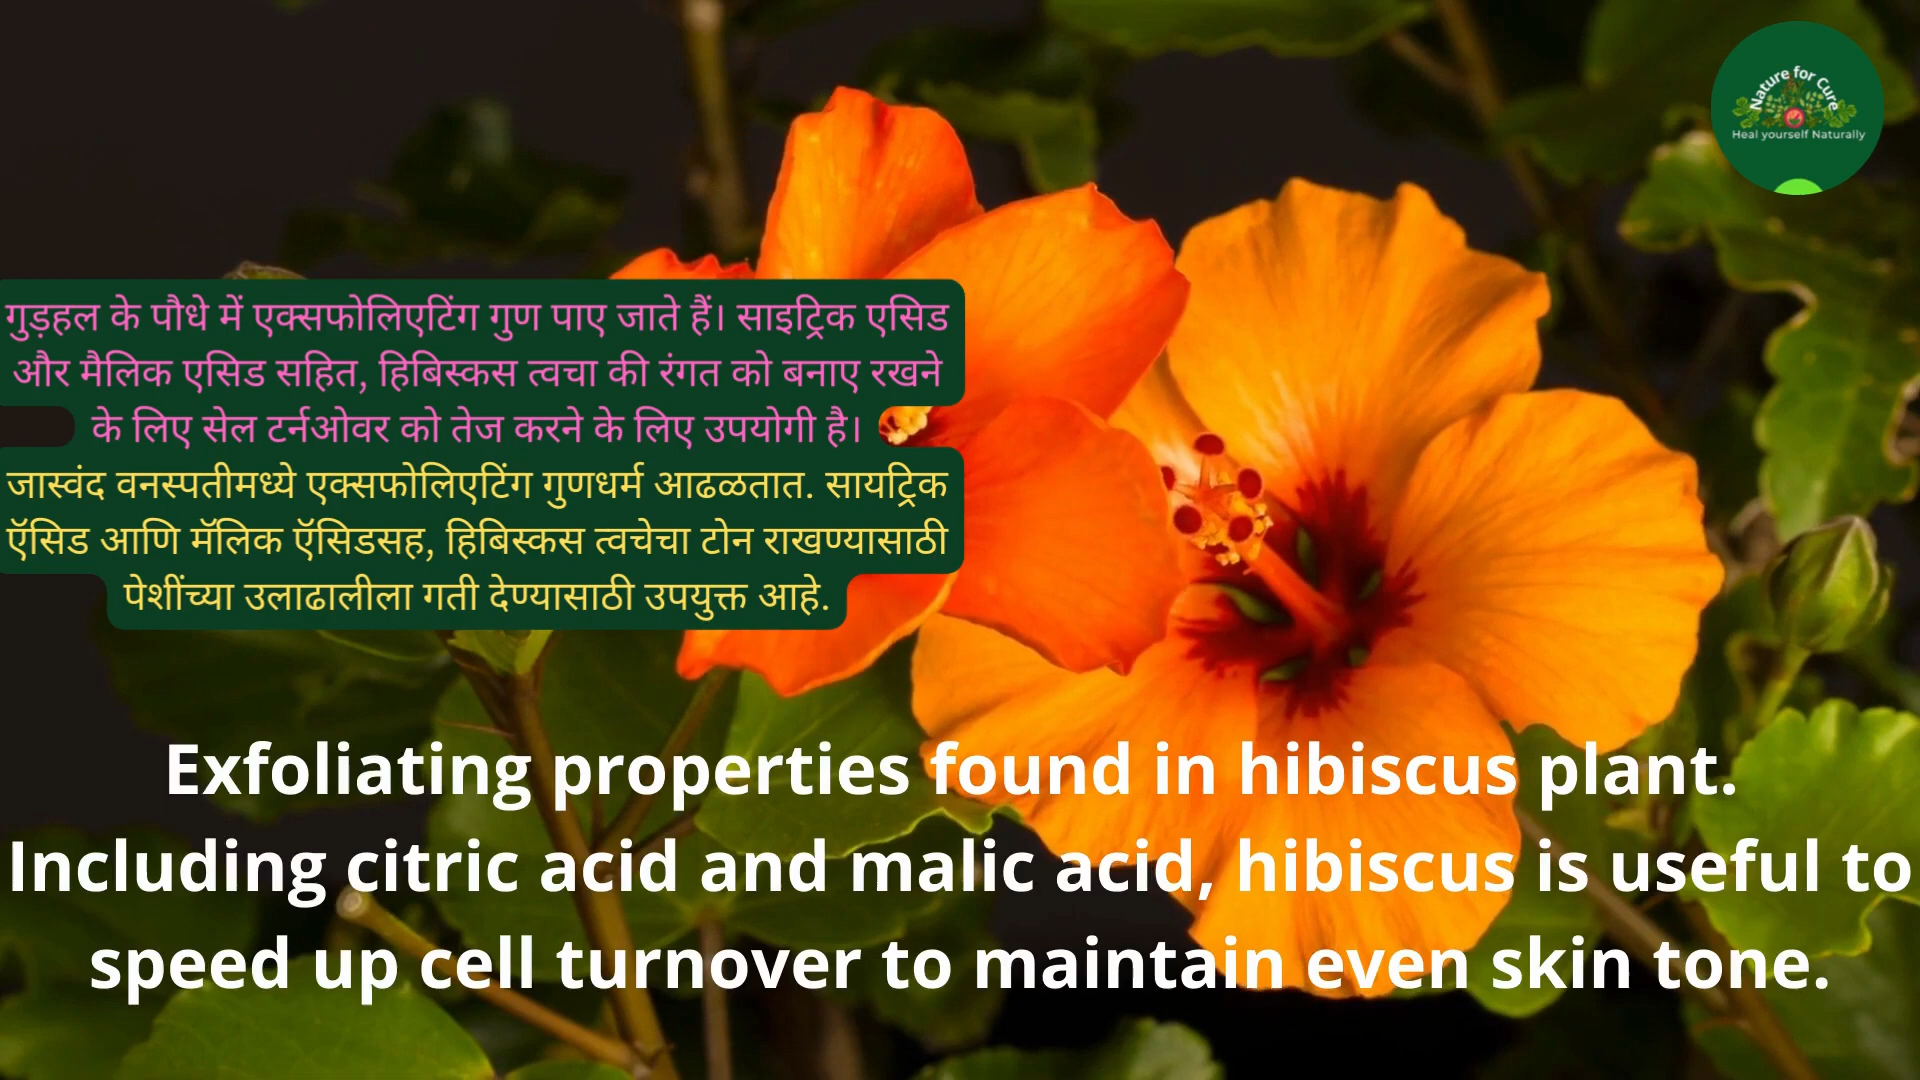 Nature for Cure
Heal yourself Naturally
गुड़हल के पौधे में एक्सफोलिएटिंग गुण पाए जाते हैं। साइट्रिक एसिड
और मैलिक एसिड सहित, हिबिस्कस त्वचा की रंगत को बनाए रखने
के लिए सेल टर्नओवर को तेज करने के लिए उपयोगी है।
जास्वंद वनस्पतीमध्ये एक्सफोलिएटिंग गुणधर्म आढळतात. सायट्रिक
ऍसिड आणि मॅलिक ऍसिडसह, हिबिस्कस त्वचेचा टोन राखण्यासाठी
पेशींच्या उलाढालीला गती देण्यासाठी उपयुक्त आहे.
Exfoliating properties found in hibiscus plant.
Including citric acid and malic acid, hibiscus is useful to
speed up cell turnover to maintain even skin tone.